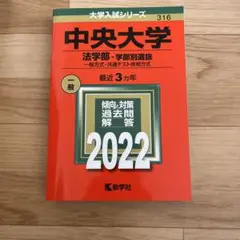 大学入試シリーズ
316
中央大学
法学部-学部別選抜
一般方式・共通テスト併用方式
一般
最近3カ年
傾向と対策
過去問
解答
2022
教学社